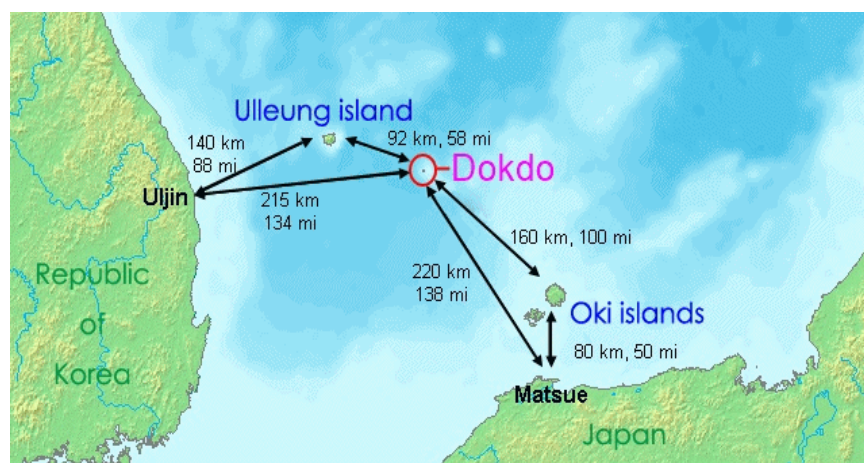 Ulleung island
140 km
88 mi
92 km, 58 mi
Dokdo
Uljin
215 km
134 mi
160 km, 100 mi
Republic
of
Korea
220 km
138 mi
Oki islands
80 km, 50 mi
Matsue
Japan